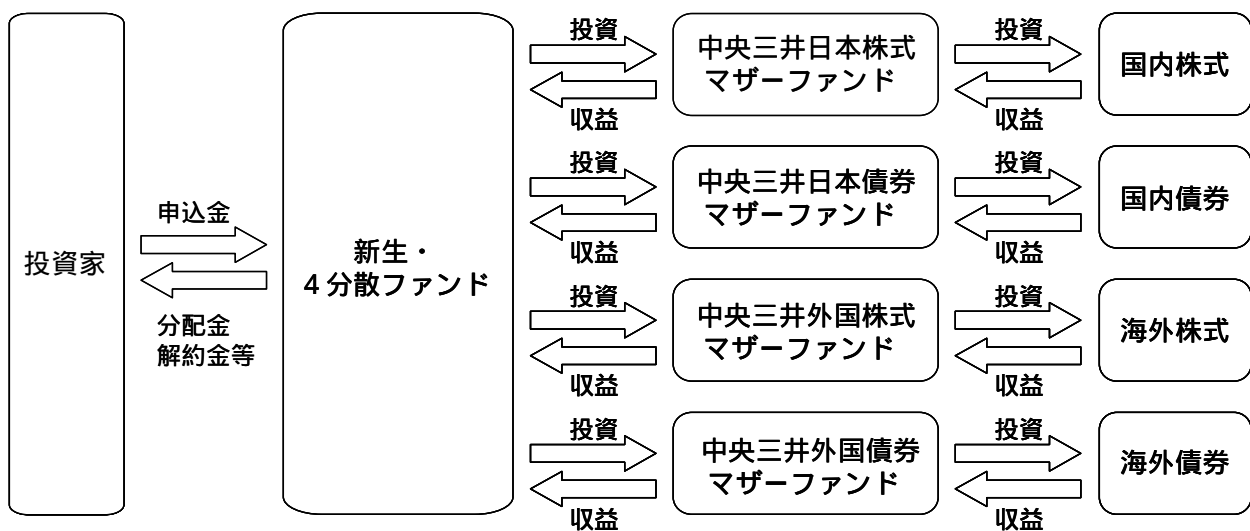 投資家
申込金
分配金
解約金等
新生・
４分散ファンド
投資
収益
中央三井日本株式
マザーファンド
投資
収益
国内株式
投資
収益
中央三井日本債券
マザーファンド
投資
収益
国内債券
投資
収益
中央三井外国株式
マザーファンド
投資
収益
海外株式
投資
収益
中央三井外国債券
マザーファンド
投資
収益
海外債券